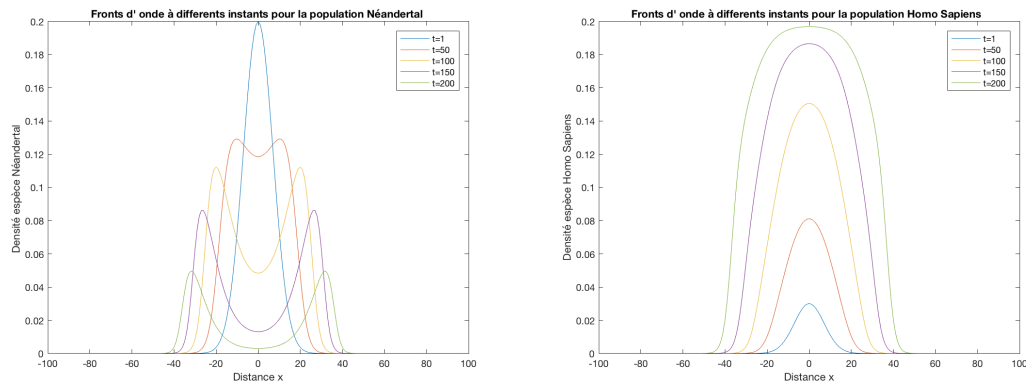 Fronts d' onde à differents instants pour la population Néandertal
0.2
0.18
0.16
0.14
0.12
0.1
0.08
0.06
0.04
0.02
0
Densité espèce Néandertal
t=1
t=50
t=100
t=150
t=200
-100 -80 -60 -40 -20 0 20 40 60 80 100
Distance x
Fronts d' onde à differents instants pour la population Homo Sapiens
0.2
0.18
0.16
0.14
0.12
0.1
0.08
0.06
0.04
0.02
0
Densité espèce Homo Sapiens
t=1
t=50
t=100
t=150
t=200
-100 -80 -60 -40 -20 0 20 40 60 80 100
Distance x